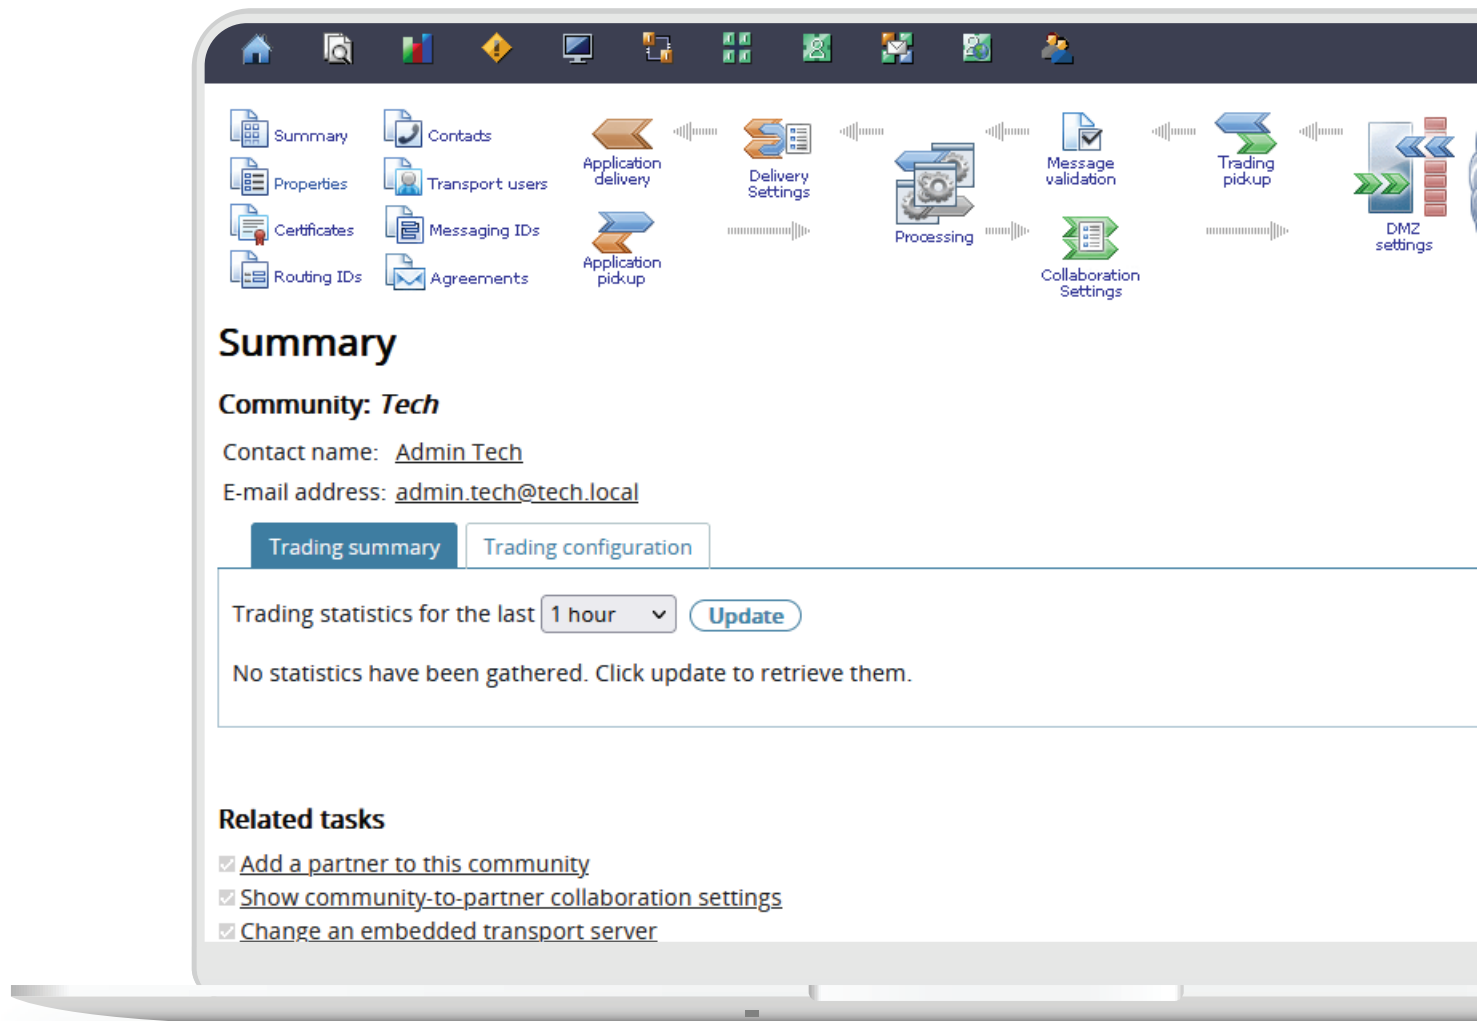 Summary
Contacts
Properties
Transport users
Certificates
Messaging IDs
Routing IDs
Agreements
Application
delivery
Delivery
Settings
Application
pickup
Processing
Message
validation
Collaboration
Settings
Trading
pickup
DMZ
settings
Summary
Community: Tech
Contact name: Admin Tech
E-mail address: admin.tech@tech.local
Trading summary
Trading configuration
Trading statistics for the last 1 hour Update
No statistics have been gathered. Click update to retrieve them.
Related tasks
Add a partner to this community
Show community-to-partner collaboration settings
Change an embedded transport server